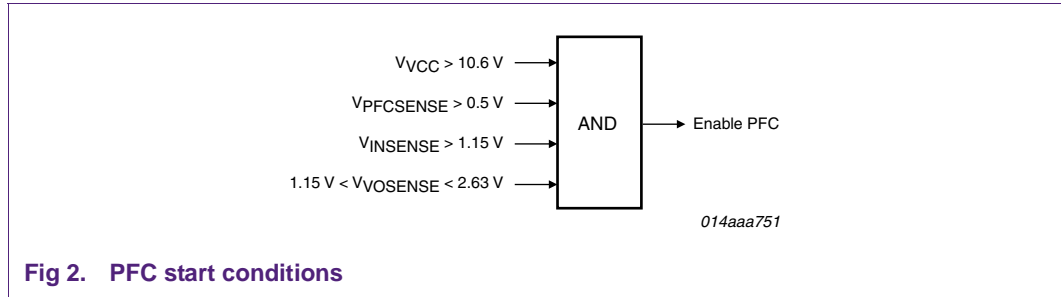 VVCC > 10.6 V
VPFCSENSE > 0.5 V
VINSENSE > 1.15 V
1.15 V < VVOSENSE < 2.63 V
AND
Enable PFC
014aaa751
Fig 2. PFC start conditions